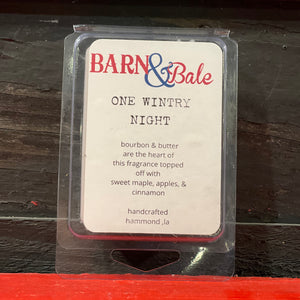 BARN&Bale
ONE WINTRY
NIGHT
bourbon & butter
are the heart of
this fragrance topped
off with
sweet maple, apples, &
cinnamon
handcrafted
hammond ,la